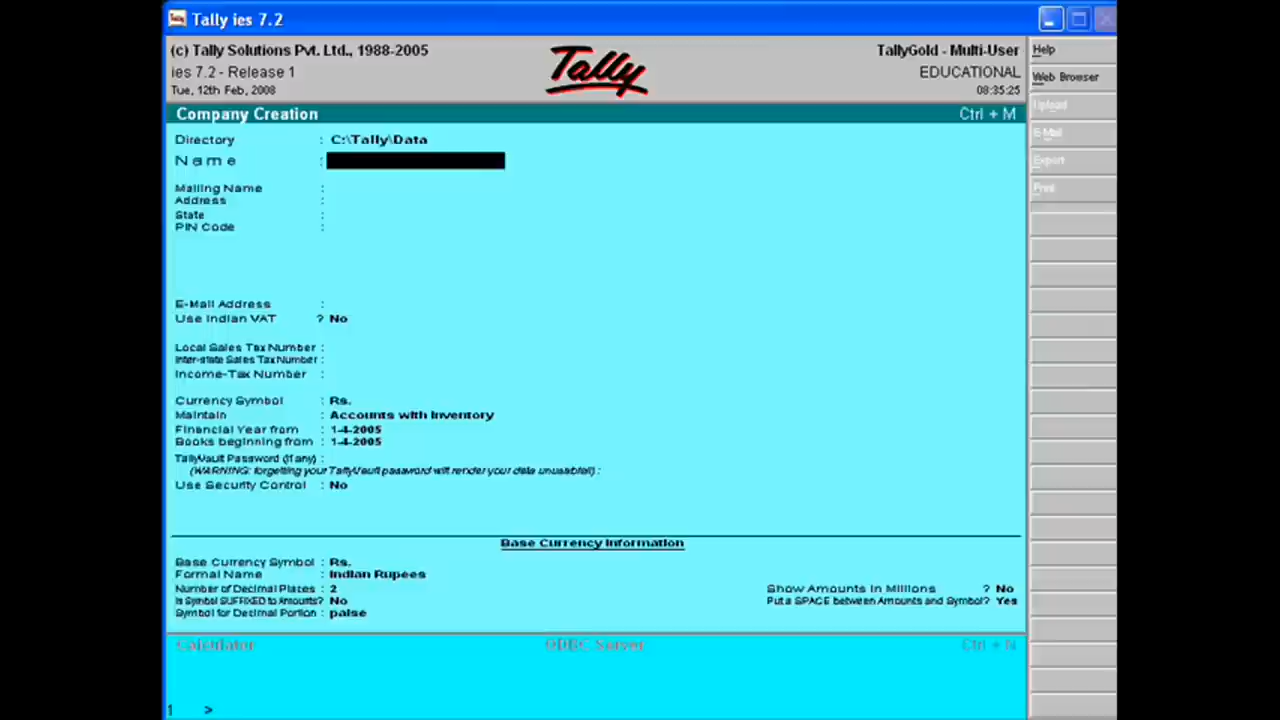 Tally ies 7.2
(c) Tally Solutions Pvt. Ltd., 1988-2005
ies 7.2 - Release 1
Tue, 12th Feb, 2008
Tally
TallyGold - Multi-User
EDUCATIONAL
08:35:25
Company Creation Ctrl + M
Directory : C:\Tally\Data
Name :
Mailing Name :
Address :
State :
PIN Code :
E-Mail Address :
Use Indian VAT ? No
Local Sales Tax Number :
Inter-state Sales Tax Number :
Income-Tax Number :
Currency Symbol : Rs.
Maintain : Accounts with Inventory
Financial Year from : 1-4-2005
Books beginning from : 1-4-2005
TallyVault Password (if any) :
(WARNING: forgetting your TallyVault password will render your data unusable!!) :
Use Security Control : No
Base Currency Information
Base Currency Symbol : Rs.
Formal Name : Indian Rupees
Number of Decimal Places : 2
Is Symbol SUFFIXED to Amounts? No
Symbol for Decimal Portion : paise
Show Amounts in Millions ? No
Put a SPACE between Amounts and Symbol? Yes
Calculator ODBC Server Ctrl + N
1 >
Help
Web Browser
Upload
E-Mail
Export
Print